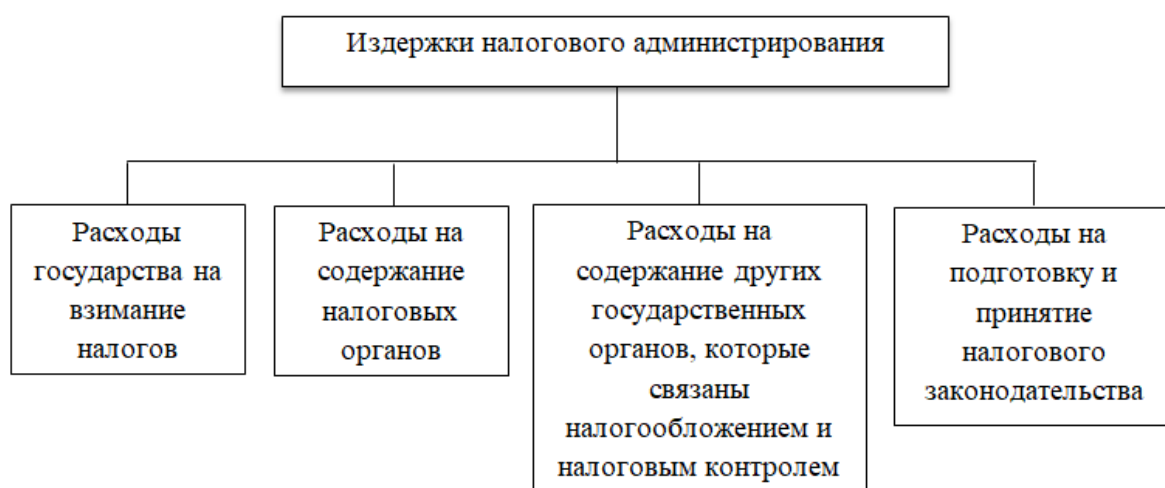 Издержки налогового администрирования
Расходы
государства на
взимание
налогов
Расходы на
содержание
налоговых
органов
Расходы на
содержание других
государственных
органов, которые
связаны
налогообложением и
налоговым контролем
Расходы на
подготовку и
принятие
налогового
законодательства